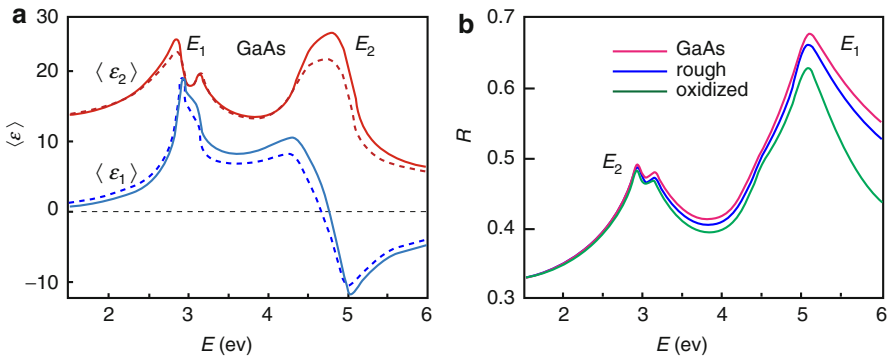 a
30
20
10
0
−10
⟨ε⟩
E1
GaAs
E2
⟨ε2⟩
⟨ε1⟩
2
3
4
5
6
E (ev)
b
0.7
0.6
0.5
0.4
0.3
R
GaAs
rough
oxidized
E1
E2
2
3
4
5
6
E (ev)